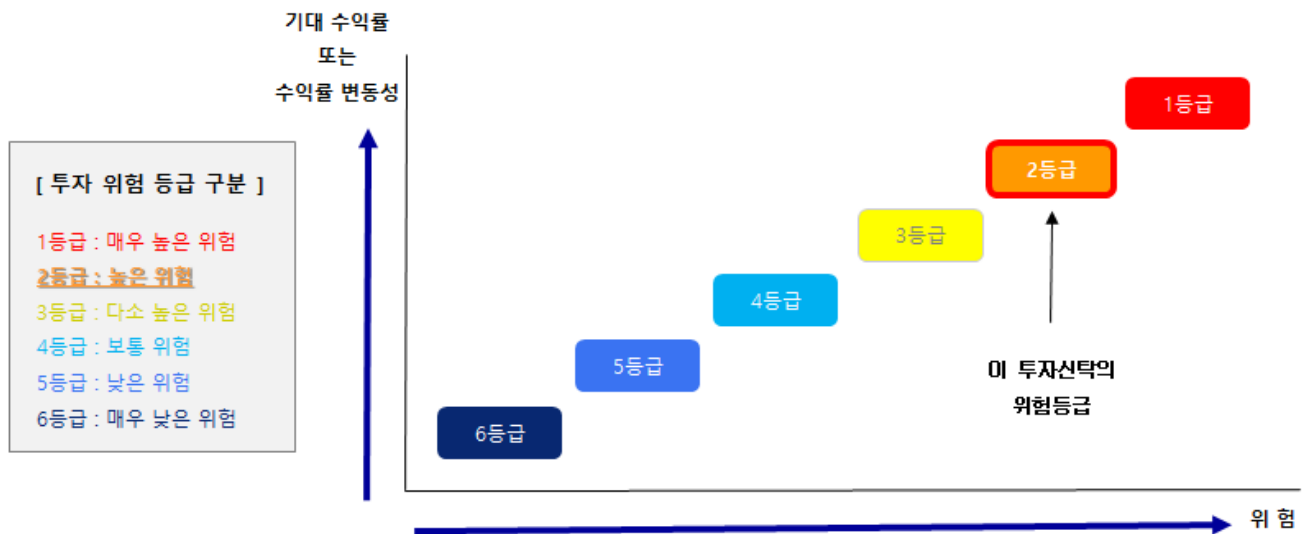 기대 수익률
또는
수익률 변동성
[ 투자 위험 등급 구분 ]
1등급 : 매우 높은 위험
2등급 : 높은 위험
3등급 : 다소 높은 위험
4등급 : 보통 위험
5등급 : 낮은 위험
6등급 : 매우 낮은 위험
1등급
2등급
3등급
4등급
5등급
6등급
이 투자신탁의
위험등급
위 험